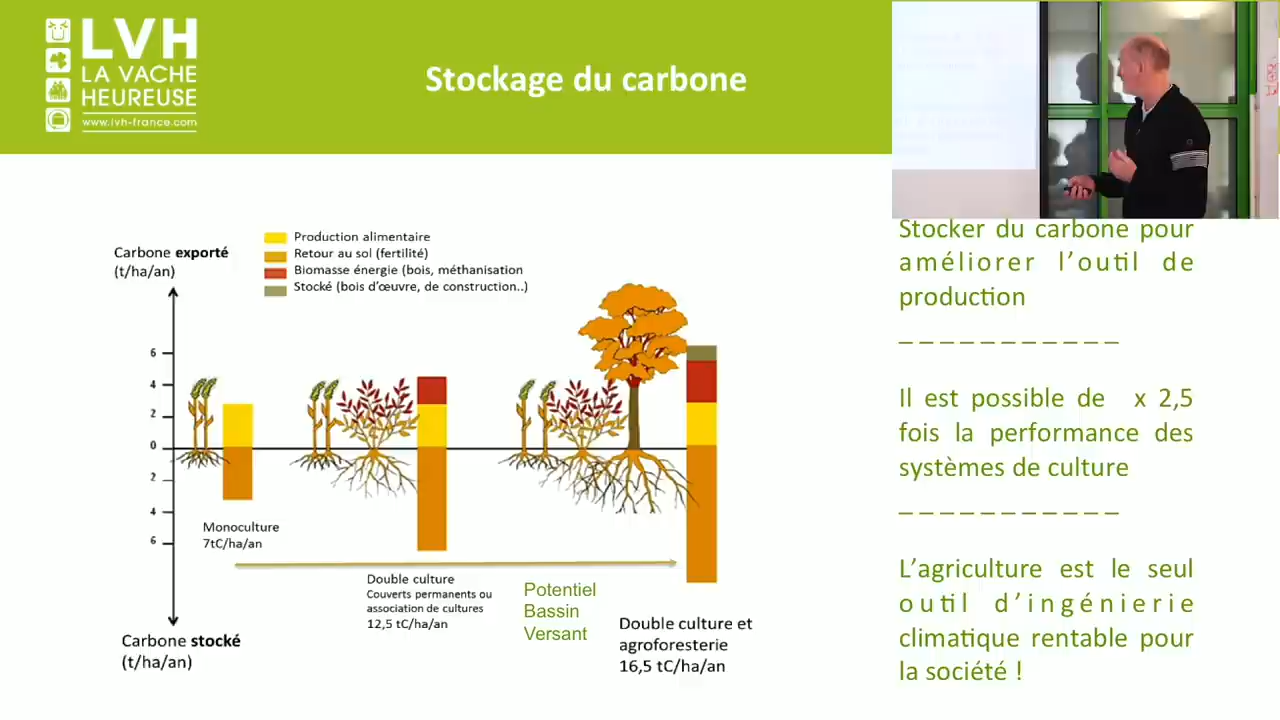 LVH
LA VACHE
HEUREUSE
www.lvh-france.com
Stockage du carbone
Carbone exporté
(t/ha/an)
Production alimentaire
Retour au sol (fertilité)
Biomasse énergie (bois, méthanisation
Stocké (bois d'œuvre, de construction..)
6
4
2
0
2
4
6
Monoculture
7tC/ha/an
Double culture
Couverts permanents ou
association de cultures
12,5 tC/ha/an
Potentiel
Bassin
Versant
Double culture et
agroforesterie
16,5 tC/ha/an
Carbone stocké
(t/ha/an)
Stocker du carbone pour
améliorer l'outil de
production
– – – – – – – – – – –
Il est possible de x 2,5
fois la performance des
systèmes de culture
– – – – – – – – – – –
L'agriculture est le seul
outil d'ingénierie
climatique rentable pour
la société !